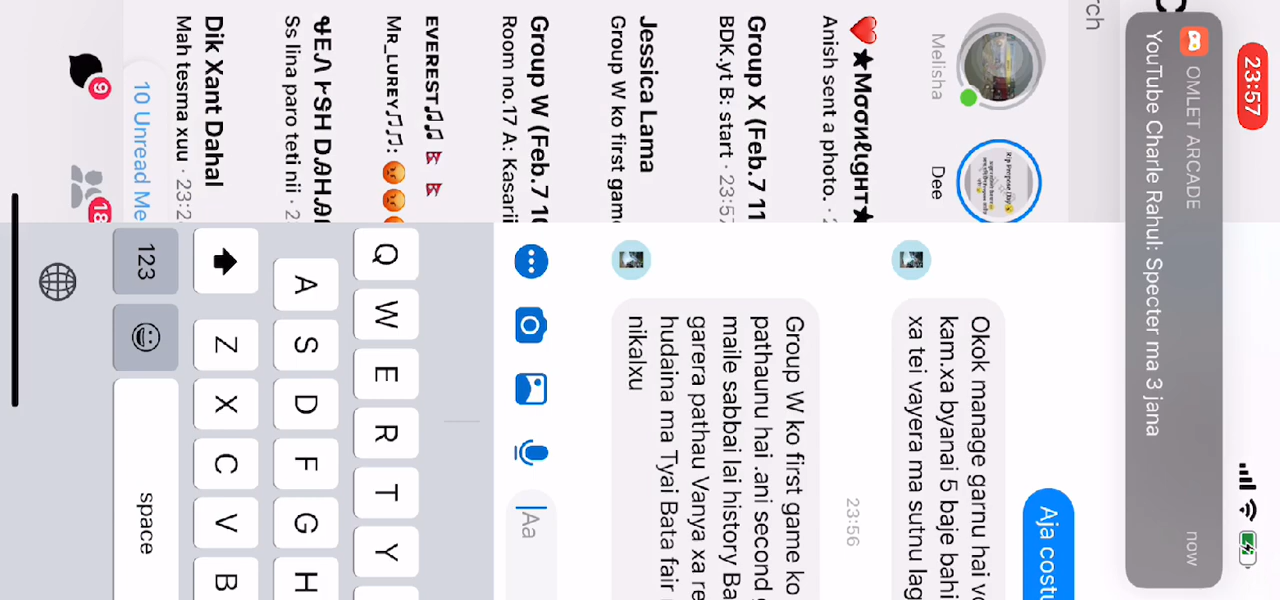 23:57
OMLET ARCADE
now
YouTube Charle Rahul: Specter ma 3 jana
rch
Melisha
Dee
Anish sent a photo.
Group X (Feb.7 11
BDK.yt B: start · 23:57
Jessica Lama
Group W ko first game
Group W (Feb.7 10
Room no.17 A: Kasarii
EVEREST🎵🎵 🇳🇵 🇳🇵
MR_LUREY🎵🎵: 😡😡
Ss lina paro teti nii · 2
Dik Xant Dahal
Mah tesma xuu · 23:2
10 Unread Me
9
18
Aja costu
Okok manage garnu hai
kam.xa byanai 5 baje bahi
xa tei vayera ma sutnu lag
23:56
Group W ko first game ko
pathaunu hai .ani second
maile sabbai lai history Ba
garera pathau Vanya xa re
hudaina ma Tyai Bata fair
nikalxu
Aa
Q W E R T Y
A S D F G H
Z X C V B
123
space